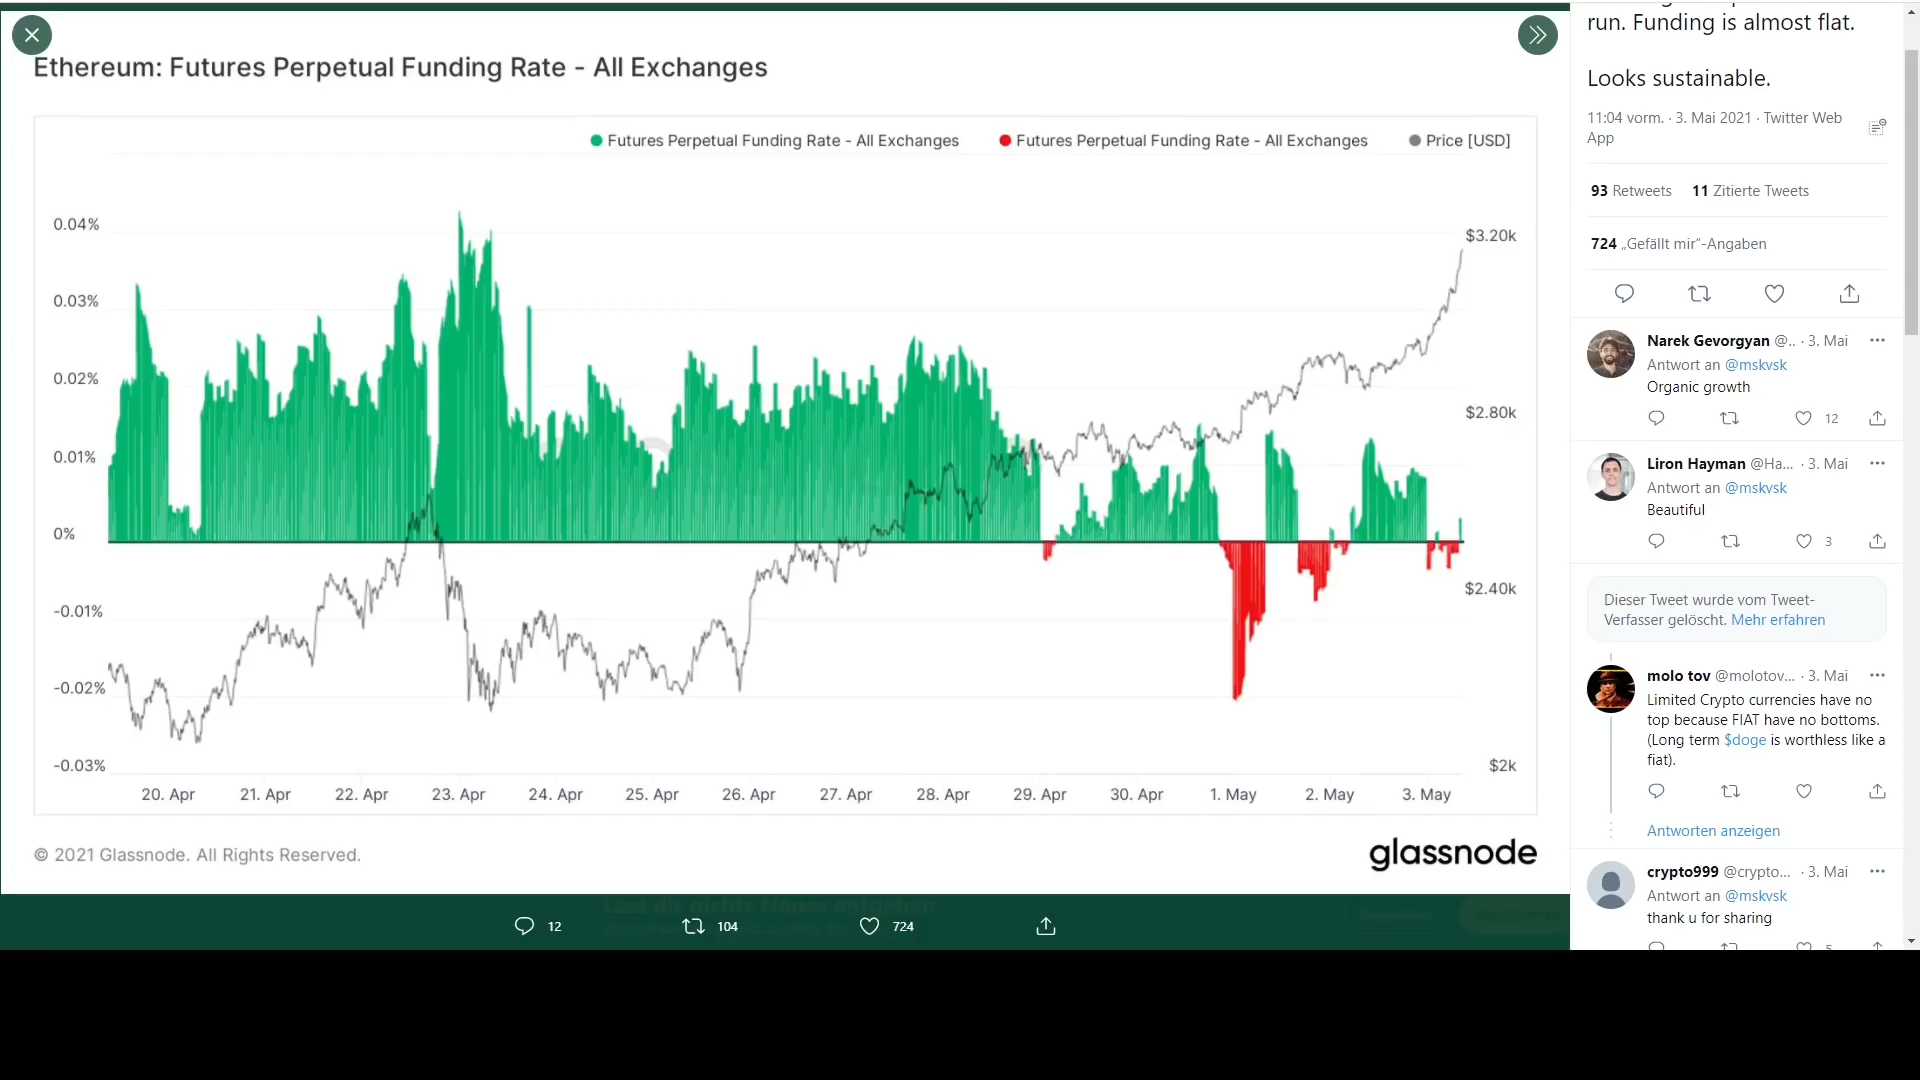 Ethereum: Futures Perpetual Funding Rate - All Exchanges
Futures Perpetual Funding Rate - All Exchanges
Futures Perpetual Funding Rate - All Exchanges
Price [USD]
0.04%
0.03%
0.02%
0.01%
0%
-0.01%
-0.02%
-0.03%
$3.20k
$2.80k
$2.40k
$2k
20. Apr
21. Apr
22. Apr
23. Apr
24. Apr
25. Apr
26. Apr
27. Apr
28. Apr
29. Apr
30. Apr
1. May
2. May
3. May
© 2021 Glassnode. All Rights Reserved.
glassnode
12
104
724
run. Funding is almost flat.
Looks sustainable.
11:04 vorm. · 3. Mai 2021 · Twitter Web
App
93 Retweets 11 Zitierte Tweets
724 „Gefällt mir“-Angaben
Narek Gevorgyan @.. · 3. Mai
Antwort an @mskvsk
Organic growth
12
Liron Hayman @Ha... · 3. Mai
Antwort an @mskvsk
Beautiful
3
Dieser Tweet wurde vom Tweet-
Verfasser gelöscht. Mehr erfahren
molo tov @molotov... · 3. Mai
Limited Crypto currencies have no
top because FIAT have no bottoms.
(Long term $doge is worthless like a
fiat).
Antworten anzeigen
crypto999 @crypto... · 3. Mai
Antwort an @mskvsk
thank u for sharing